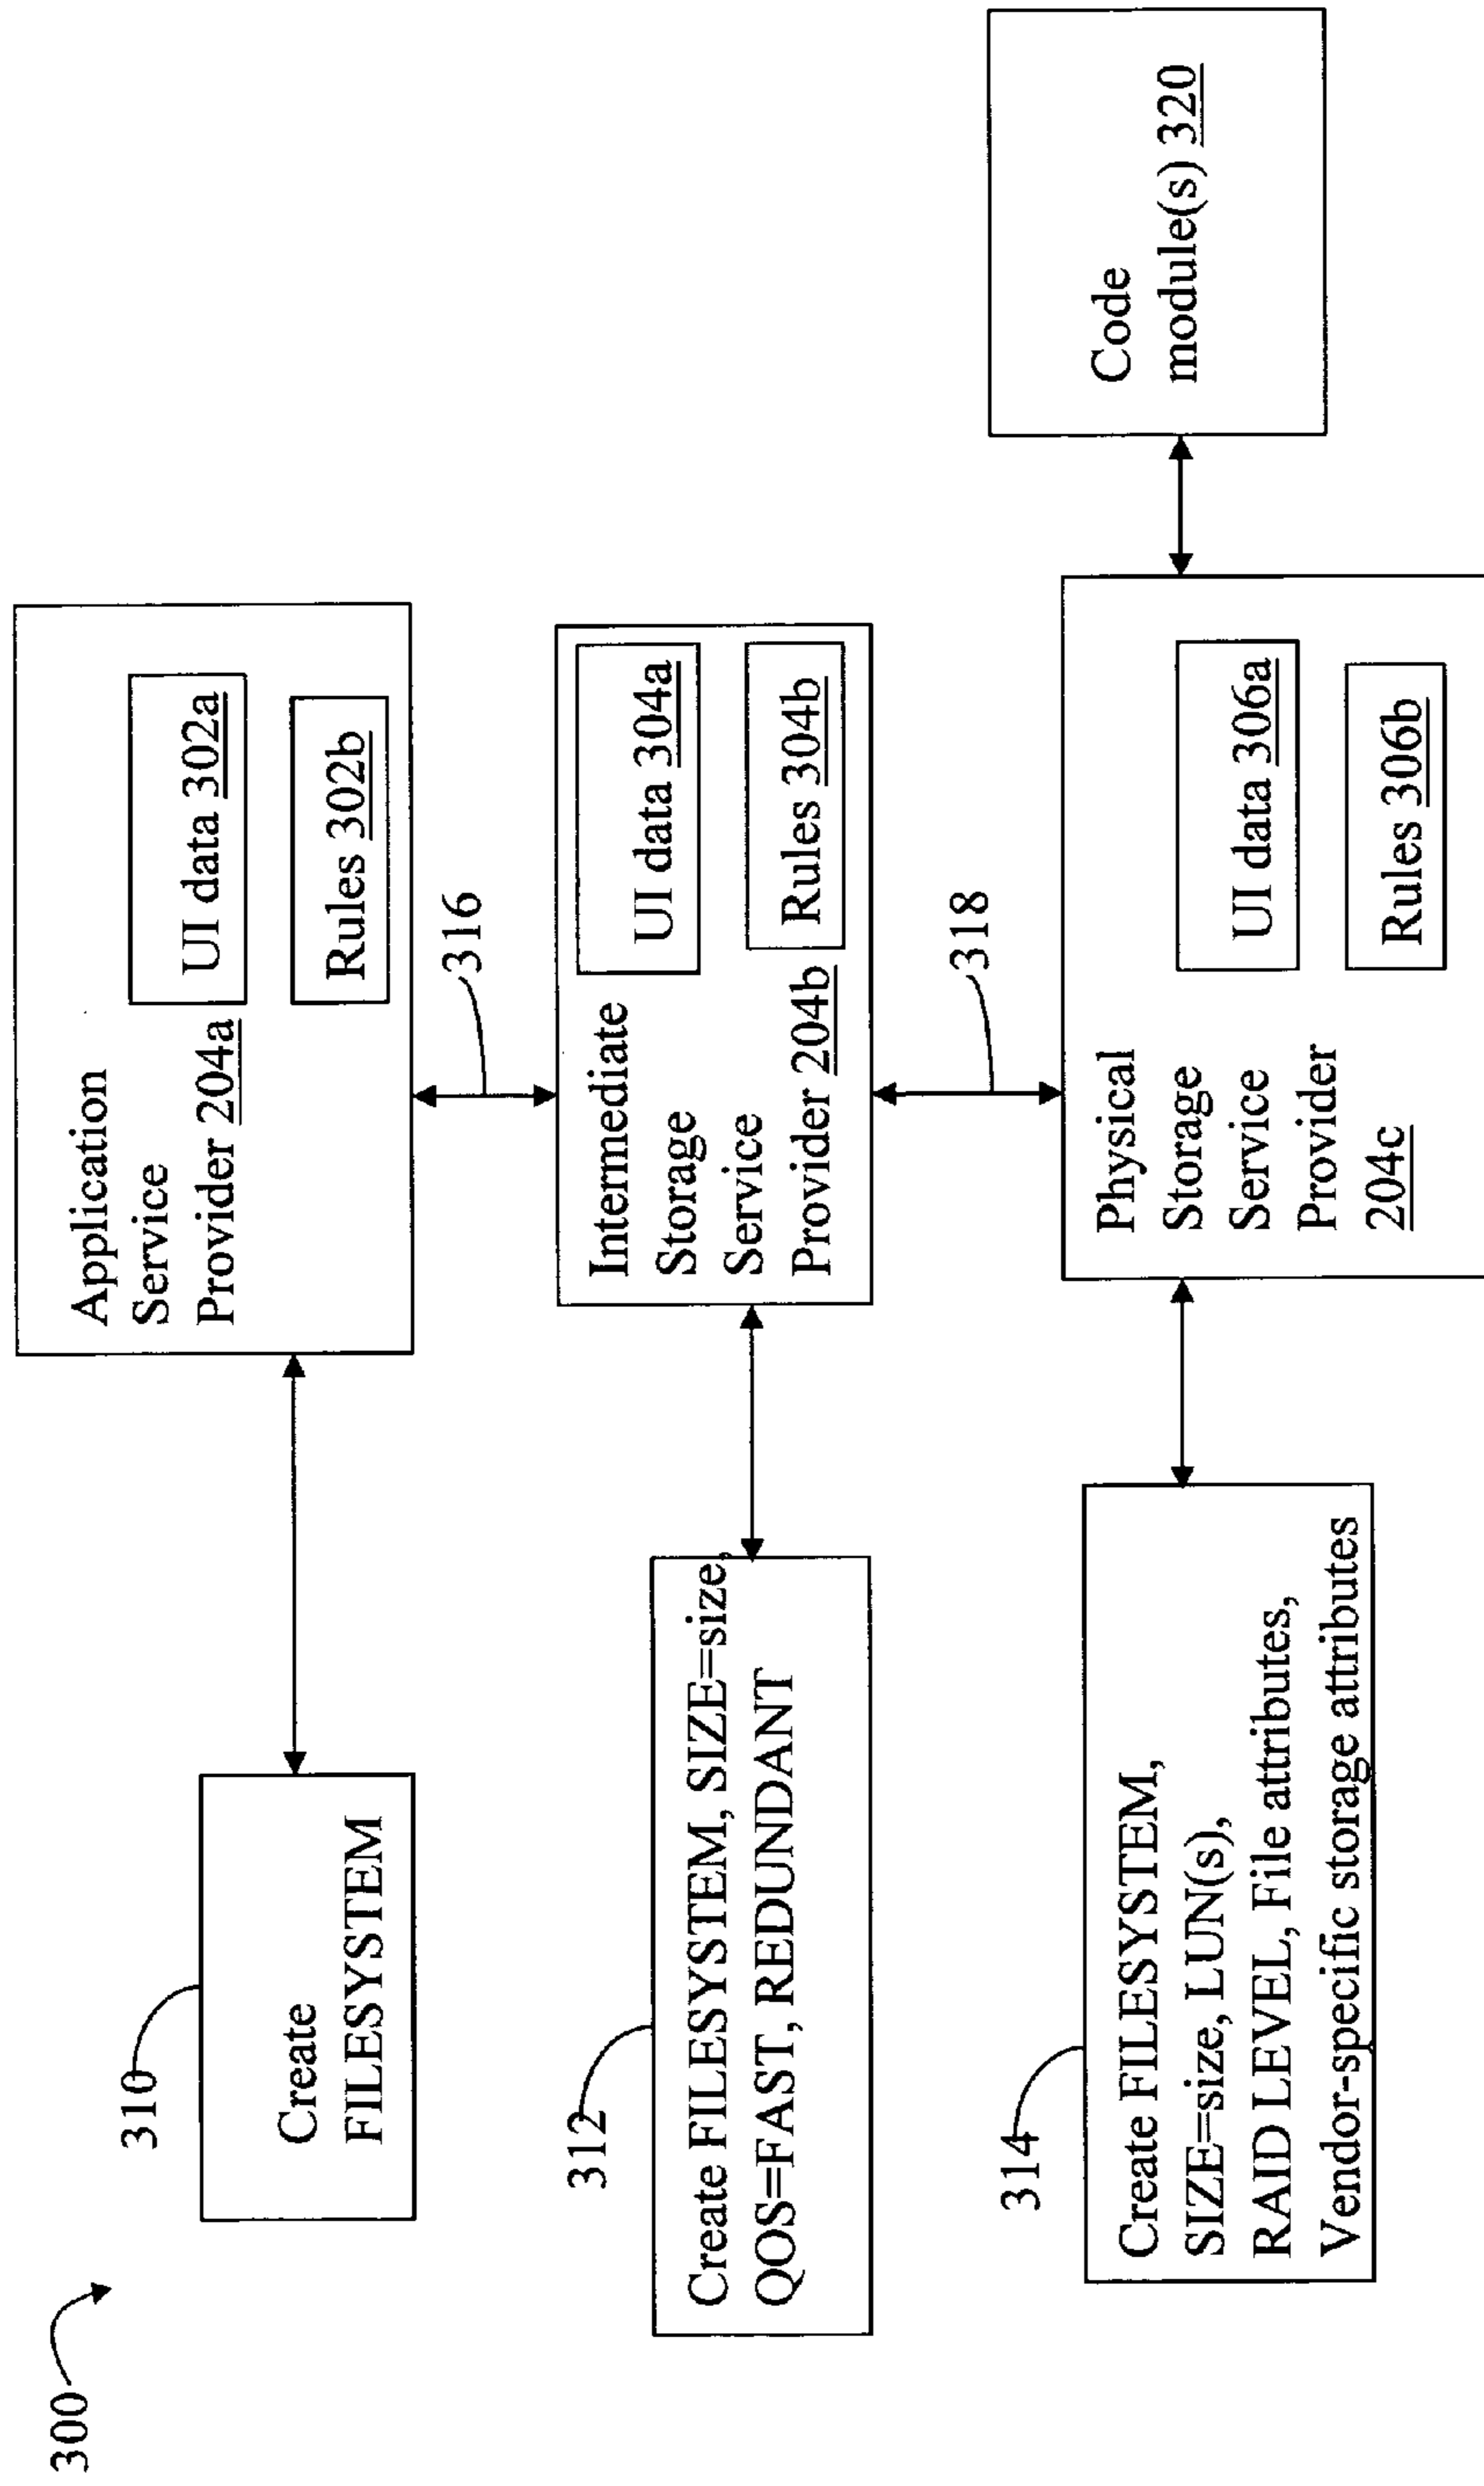 300
310
Create
FILESYSTEM
Application
Service
Provider 204a
UI data 302a
Rules 302b
316
312
Create FILESYSTEM, SIZE=size,
QOS=FAST, REDUNDANT
Intermediate
Storage
Service
Provider 204b
UI data 304a
Rules 304b
318
314
Create FILESYSTEM,
SIZE=size, LUN(s),
RAID LEVEL, File attributes,
Vendor-specific storage attributes
Physical
Storage
Service
Provider
204c
UI data 306a
Rules 306b
Code
module(s) 320